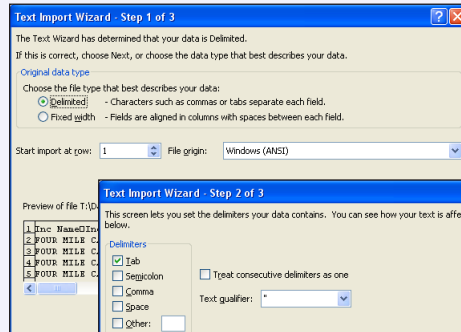 Text Import Wizard - Step 1 of 3
The Text Wizard has determined that your data is Delimited.
If this is correct, choose Next, or choose the data type that best describes your data.
Original data type
Choose the file type that best describes your data:
Delimited - Characters such as commas or tabs separate each field.
Fixed width - Fields are aligned in columns with spaces between each field.
Start import at row: 1 File origin: Windows (ANSI)
Preview of file T:\D
1 Inc Name□In
2 FOUR MILE C
3 FOUR MILE C
4 FOUR MILE C
5 FOUR MILE C
Text Import Wizard - Step 2 of 3
This screen lets you set the delimiters your data contains. You can see how your text is affe
below.
Delimiters
Tab
Semicolon
Comma
Space
Other:
Treat consecutive delimiters as one
Text qualifier: "